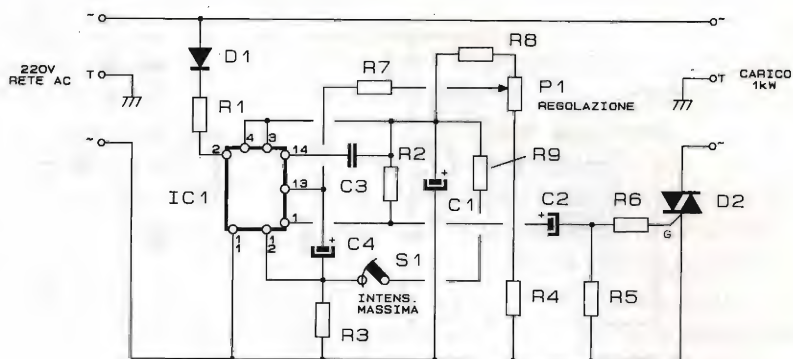 ~
~
D1
R8
220V
RETE AC
T
R7
P1
REGOLAZIONE
T
CARICO
1kW
R1
4
3
2
14
~
R2
R9
~
C3
13
IC1
+
C1
C2
+
R6
D2
1
G
+
C4
1
1
1
2
S1
INTENS.
MASSIMA
R4
R5
R3